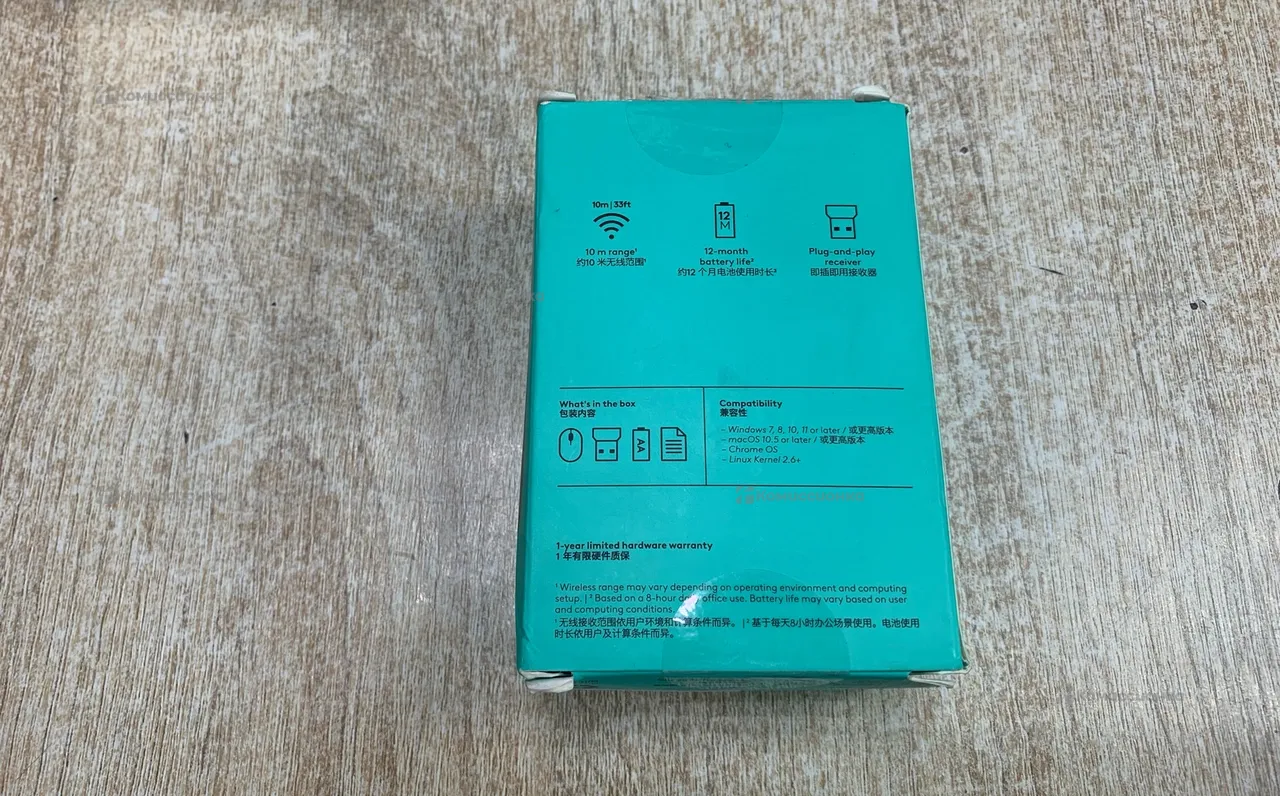 10m | 33ft
10 m range¹
约10 米无线范围¹
12
M
12-month
battery life²
约12 个月电池使用时长²
Plug-and-play
receiver
即插即用接收器
What's in the box
包装内容
AA
Compatibility
兼容性
– Windows 7, 8, 10, 11 or later / 或更高版本
– macOS 10.5 or later / 或更高版本
– Chrome OS
– Linux Kernel 2.6+
1-year limited hardware warranty
1 年有限硬件质保
¹ Wireless range may vary depending on operating environment and computing
setup. | ² Based on a 8-hour day office use. Battery life may vary based on user
and computing conditions.
¹ 无线接收范围依用户环境和计算条件而异。 | ² 基于每天8小时办公场景使用。电池使用
时长依用户及计算条件而异。